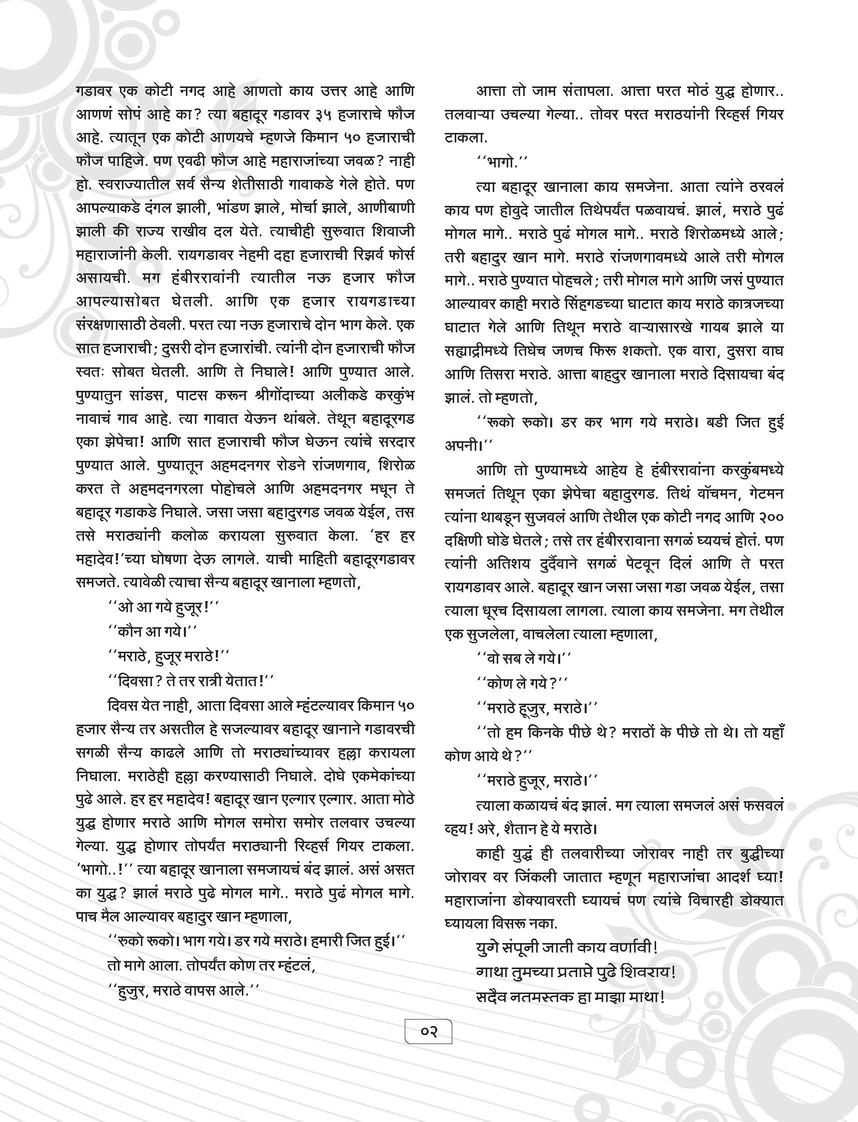 गडावर एक कोटी नगद आहे आणतो काय उत्तर आहे आणि
आणणं सोपं आहे का? त्या बहादूर गडावर ३५ हजाराचे फौज
आहे. त्यातून एक कोटी आणयचे म्हणजे किमान ५० हजाराची
फौज पाहिजे. पण एवढी फौज आहे महाराजांच्या जवळ? नाही
हो. स्वराज्यातील सर्व सैन्य शेतीसाठी गावाकडे गेले होते. पण
आपल्याकडे दंगल झाली, भांडण झाले, मोर्चा झाले, आणीबाणी
झाली की राज्य राखीव दल येते. त्याचीही सुरुवात शिवाजी
महाराजांनी केली. रायगडावर नेहमी दहा हजाराची रिझर्व फोर्स
असायची. मग हंबीररावांनी त्यातील नऊ हजार फौज
आपल्यासोबत घेतली. आणि एक हजार रायगडाच्या
संरक्षणासाठी ठेवली. परत त्या नऊ हजाराचे दोन भाग केले. एक
सात हजाराची; दुसरी दोन हजारांची. त्यांनी दोन हजाराची फौज
स्वतः सोबत घेतली. आणि ते निघाले! आणि पुण्यात आले.
पुण्यातुन सांडस, पाटस करून श्रीगोंदाच्या अलीकडे करकुंभ
नावाचं गाव आहे. त्या गावात येऊन थांबले. तेथून बहादूरगड
एका झेपेचा! आणि सात हजाराची फौज घेऊन त्यांचे सरदार
पुण्यात आले. पुण्यातून अहमदनगर रोडने रांजणगाव, शिरोळ
करत ते अहमदनगरला पोहोचले आणि अहमदनगर मधून ते
बहादूर गडाकडे निघाले. जसा जसा बहादुरगड जवळ येईल, तस
तसे मराठ्यांनी कलोळ करायला सुरुवात केला. ‘हर हर
महादेव!’च्या घोषणा देऊ लागले. याची माहिती बहादूरगडावर
समजते. त्यावेळी त्याचा सैन्य बहादूर खानाला म्हणतो,
‘‘ओ आ गये हुजूर!’’
‘‘कौन आ गये।’’
‘‘मराठे, हुजूर मराठे!’’
‘‘दिवसा? ते तर रात्री येतात!’’
दिवस येत नाही, आता दिवसा आले म्हंटल्यावर किमान ५०
हजार सैन्य तर असतील हे सजल्यावर बहादूर खानाने गडावरची
सगळी सैन्य काढले आणि तो मराठ्यांच्यावर हल्ला करायला
निघाला. मराठेही हल्ला करण्यासाठी निघाले. दोघे एकमेकांच्या
पुढे आले. हर हर महादेव! बहादूर खान एल्गार एल्गार. आता मोठे
युद्ध होणार मराठे आणि मोगल समोरा समोर तलवार उचल्या
गेल्या. युद्ध होणार तोपर्यंत मराठ्यानी रिव्हर्स गियर टाकला.
‘भागो..!’’ त्या बहादूर खानाला समजायचं बंद झालं. असं असत
का युद्ध? झालं मराठे पुढे मोगल मागे.. मराठे पुढं मोगल मागे.
पाच मैल आल्यावर बहादुर खान म्हणाला,
‘‘रुको रूको। भाग गये। डर गये मराठे। हमारी जित हुई।’’
तो मागे आला. तोपर्यंत कोण तर म्हंटलं,
‘‘हुजुर, मराठे वापस आले.’’
आत्ता तो जाम संतापला. आत्ता परत मोठं युद्ध होणार..
तलवाऱ्या उचल्या गेल्या.. तोवर परत मराठयांनी रिव्हर्स गियर
टाकला.
‘‘भागो.’’
त्या बहादूर खानाला काय समजेना. आता त्यांने ठरवलं
काय पण होवुदे जातील तिथेपर्यंत पळवायचं. झालं, मराठे पुढं
मोगल मागे.. मराठे पुढं मोगल मागे.. मराठे शिरोळमध्ये आले;
तरी बहादुर खान मागे. मराठे रांजणगावमध्ये आले तरी मोगल
मागे.. मराठे पुण्यात पोहचले; तरी मोगल मागे आणि जसं पुण्यात
आल्यावर काही मराठे सिंहगडच्या घाटात काय मराठे कात्रजच्या
घाटात गेले आणि तिथून मराठे वाऱ्यासारखे गायब झाले या
सह्याद्रीमध्ये तिघेच जणच फिरू शकतो. एक वारा, दुसरा वाघ
आणि तिसरा मराठे. आत्ता बाहदुर खानाला मराठे दिसायचा बंद
झालं. तो म्हणतो,
‘‘रूको रुको। डर कर भाग गये मराठे। बडी जित हुई
अपनी।’’
आणि तो पुण्यामध्ये आहेय हे हंबीररावांना करकुंबमध्ये
समजतं तिथून एका झेपेचा बहादुरगड. तिथं वॉचमन, गेटमन
त्यांना थाबडून सुजवलं आणि तेथील एक कोटी नगद आणि २००
दक्षिणी घोडे घेतले; तसे तर हंबीररावाना सगळं घ्ययचं होतं. पण
त्यांनी अतिशय दुर्दैवाने सगळं पेटवून दिलं आणि ते परत
रायगडावर आले. बहादूर खान जसा जसा गडा जवळ येईल, तसा
त्याला धूरच दिसायला लागला. त्याला काय समजेना. मग तेथील
एक सुजलेला, वाचलेला त्याला म्हणाला,
‘‘वो सब ले गये।’’
‘‘कोण ले गये?’’
‘‘मराठे हूजुर, मराठे।’’
‘‘तो हम किनके पीछे थे? मराठों के पीछे तो थे। तो यहाँ
कोण आये थे?’’
‘‘मराठे हुजूर, मराठे।’’
त्याला कळायचं बंद झालं. मग त्याला समजलं असं फसवलं
व्हय! अरे, शैतान हे ये मराठे।
काही युद्धं ही तलवारीच्या जोरावर नाही तर बुद्धीच्या
जोरावर वर जिंकली जातात म्हणून महाराजांचा आदर्श घ्या!
महाराजांना डोक्यावरती घ्यायचं पण त्यांचे विचारही डोक्यात
घ्यायला विसरू नका.
युगे संपूनी जाती काय वर्णावी!
गाथा तुमच्या प्रतापे पुढे शिवराय!
सदैव नतमस्तक हा माझा माथा!
०२